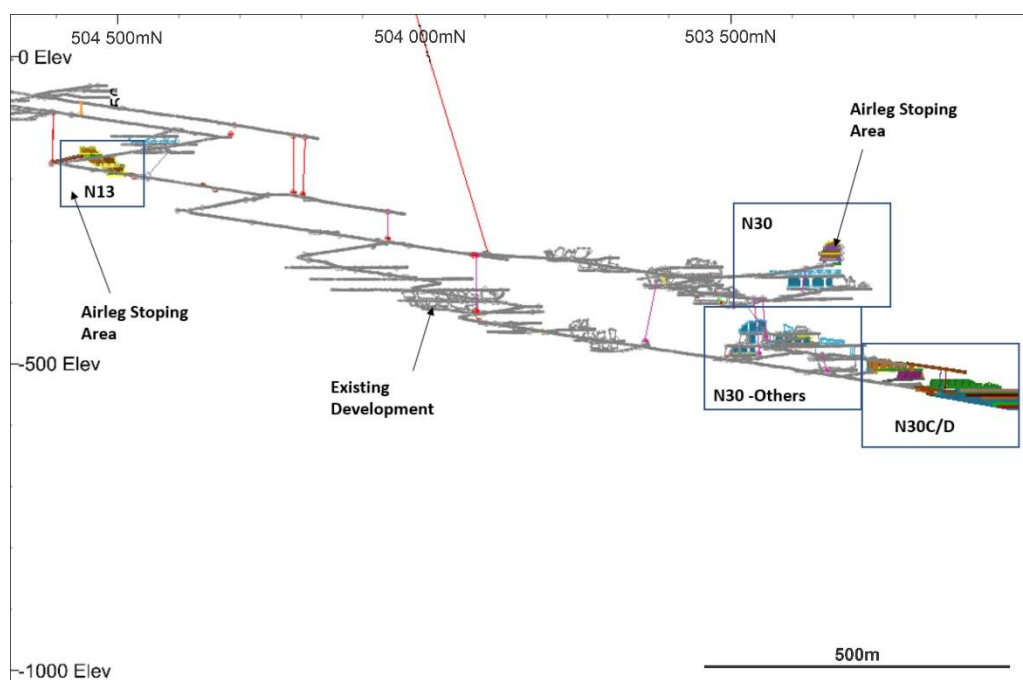 504 500mN
504 000mN
503 500mN
0 Elev
Airleg Stoping
Area
N13
N30
Airleg Stoping
Area
-500 Elev
Existing
Development
N30 -Others
N30C/D
500m
-1000 Elev